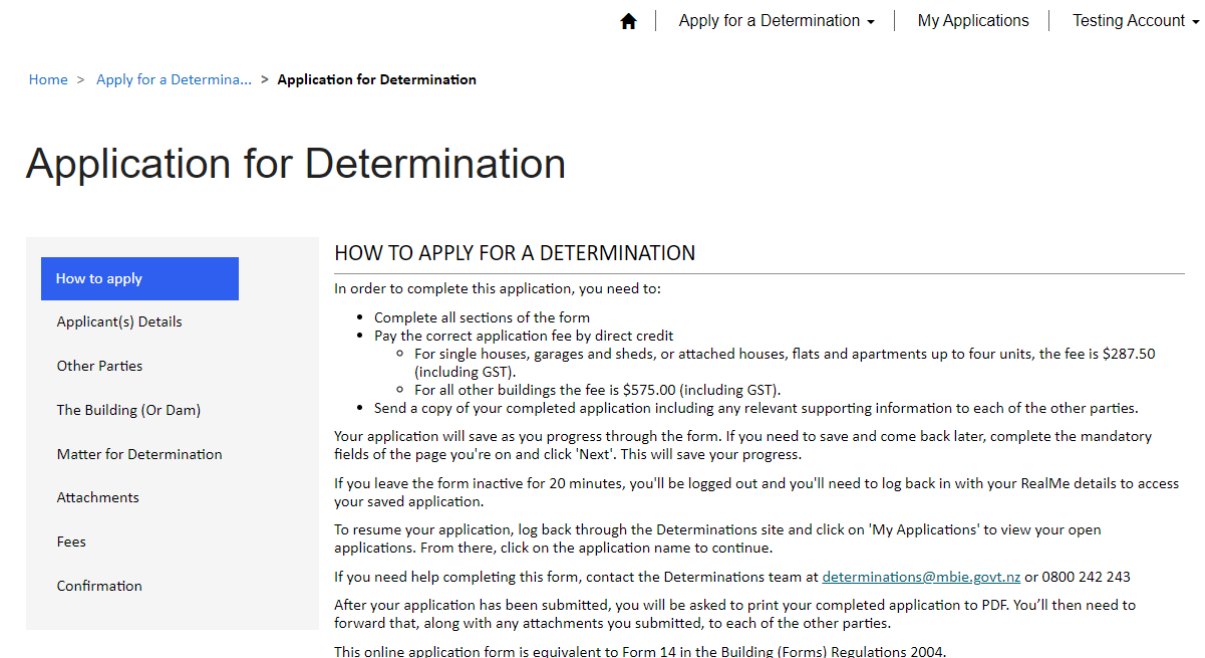 Apply for a Determination My Applications Testing Account
Home > Apply for a Determina... > Application for Determination
Application for Determination
How to apply
Applicant(s) Details
Other Parties
The Building (Or Dam)
Matter for Determination
Attachments
Fees
Confirmation
HOW TO APPLY FOR A DETERMINATION
In order to complete this application, you need to:
• Complete all sections of the form
• Pay the correct application fee by direct credit
○ For single houses, garages and sheds, or attached houses, flats and apartments up to four units, the fee is $287.50
(including GST).
○ For all other buildings the fee is $575.00 (including GST).
• Send a copy of your completed application including any relevant supporting information to each of the other parties.
Your application will save as you progress through the form. If you need to save and come back later, complete the mandatory
fields of the page you're on and click 'Next'. This will save your progress.
If you leave the form inactive for 20 minutes, you'll be logged out and you'll need to log back in with your RealMe details to access
your saved application.
To resume your application, log back through the Determinations site and click on 'My Applications' to view your open
applications. From there, click on the application name to continue.
If you need help completing this form, contact the Determinations team at determinations@mbie.govt.nz or 0800 242 243
After your application has been submitted, you will be asked to print your completed application to PDF. You'll then need to
forward that, along with any attachments you submitted, to each of the other parties.
This online application form is equivalent to Form 14 in the Building (Forms) Regulations 2004.